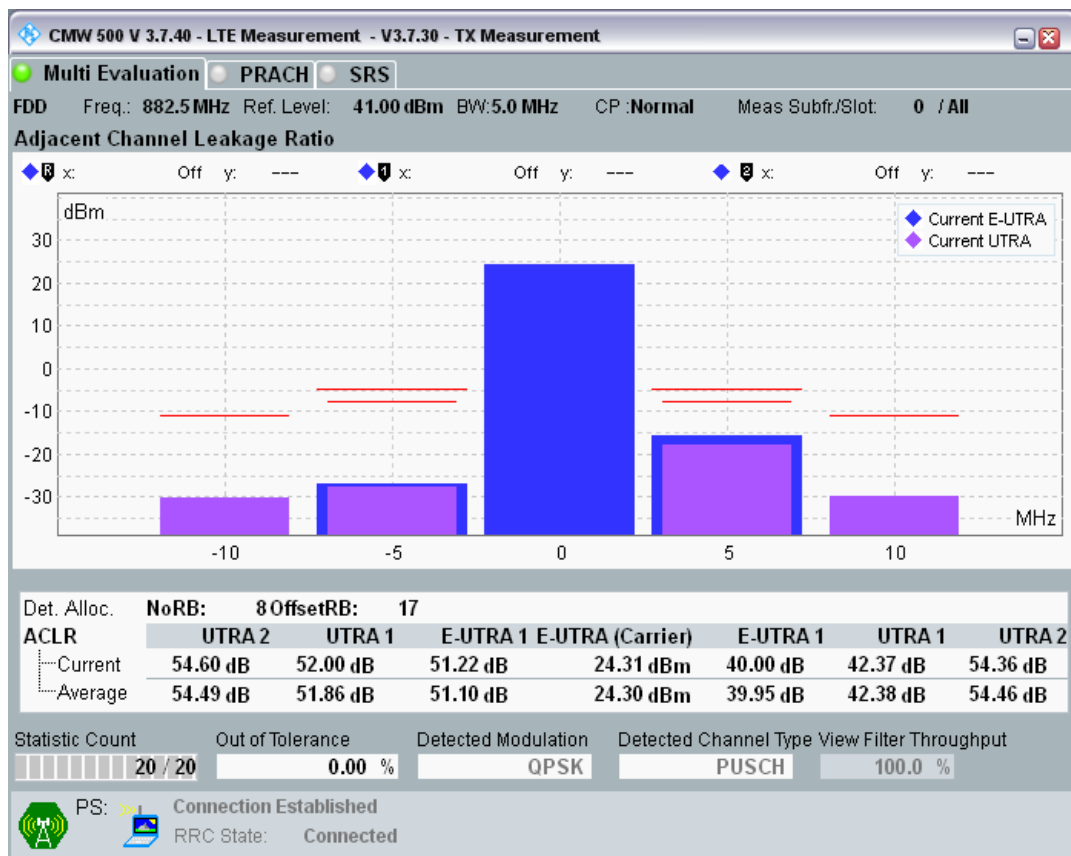 CMW 500 V 3.7.40 - LTE Measurement - V3.7.30 - TX Measurement
Multi Evaluation PRACH SRS
FDD Freq.: 882.5 MHz Ref. Level: 41.00 dBm BW:5.0 MHz CP :Normal Meas Subfr./Slot: 0 / All
Adjacent Channel Leakage Ratio
R x: Off y: --- 1 x: Off y: --- 2 x: Off y: ---
dBm
Current E-UTRA
Current UTRA
30
20
10
0
-10
-20
-30
MHz
-10 -5 0 5 10
Det. Alloc. NoRB: 8 OffsetRB: 17
ACLR UTRA 2 UTRA 1 E-UTRA 1 E-UTRA (Carrier) E-UTRA 1 UTRA 1 UTRA 2
Current 54.60 dB 52.00 dB 51.22 dB 24.31 dBm 40.00 dB 42.37 dB 54.36 dB
Average 54.49 dB 51.86 dB 51.10 dB 24.30 dBm 39.95 dB 42.38 dB 54.46 dB
Statistic Count Out of Tolerance Detected Modulation Detected Channel Type View Filter Throughput
20 / 20 0.00 % QPSK PUSCH 100.0 %
PS: Connection Established
RRC State: Connected